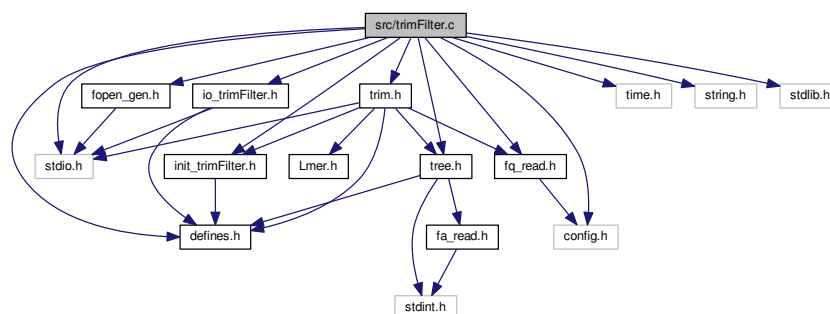 src/trimFilter.c
fopen_gen.h
io_trimFilter.h
trim.h
time.h
string.h
stdlib.h
stdio.h
init_trimFilter.h
Lmer.h
tree.h
fq_read.h
defines.h
fa_read.h
config.h
stdint.h